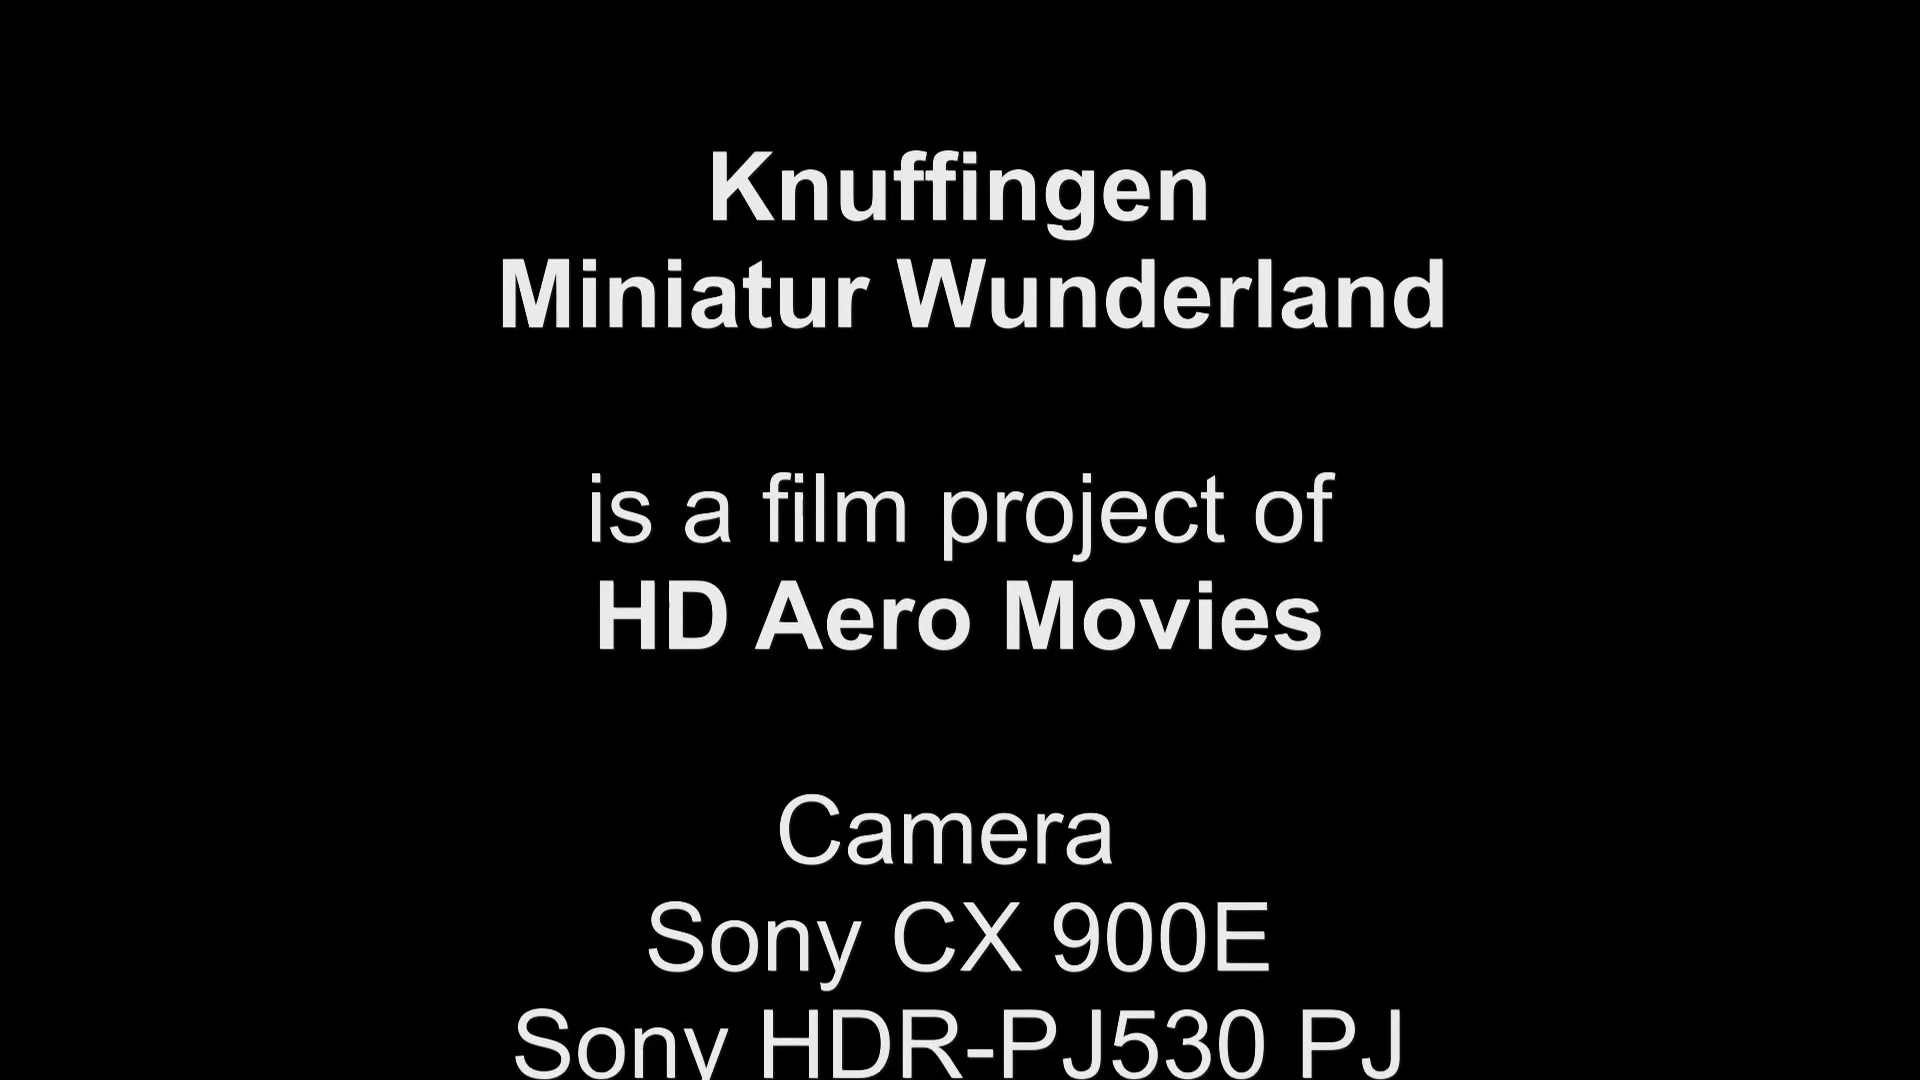 Knuffingen
Miniatur Wunderland
is a film project of
HD Aero Movies
Camera
Sony CX 900E
Sony HDR-PJ530 PJ